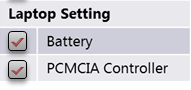 Laptop Setting
Battery
PCMCIA Controller